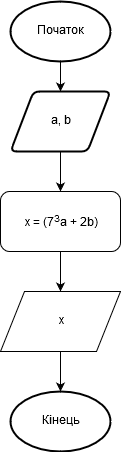 Початок
a, b
x = (7³a + 2b)
x
Кінець